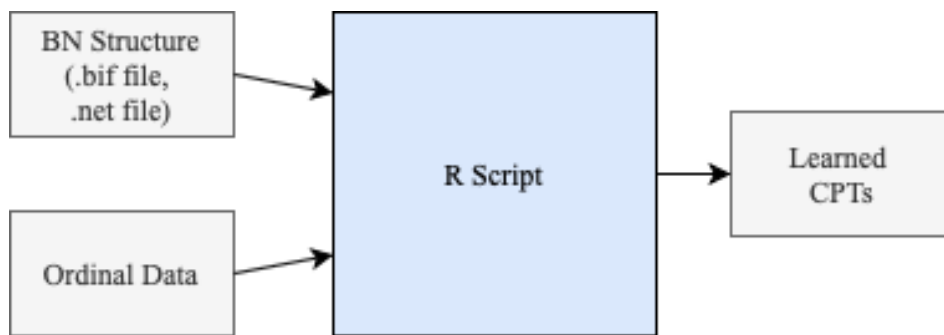 BN Structure
(.bif file,
.net file)
Ordinal Data
R Script
Learned
CPTs